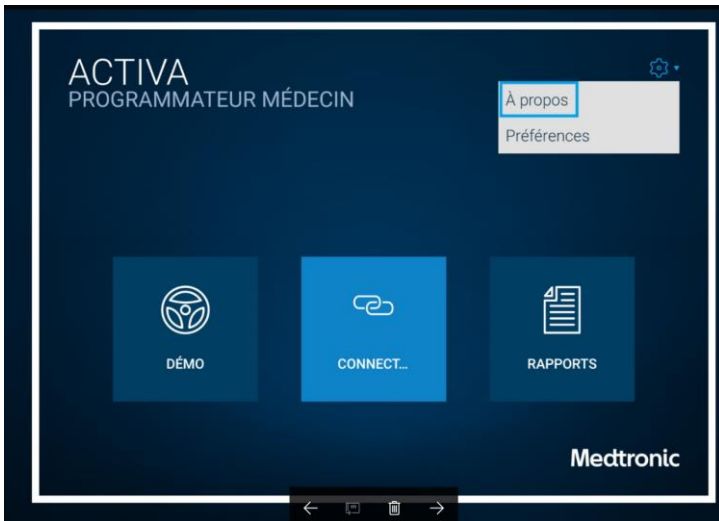 ACTIVA
PROGRAMMATEUR MÉDECIN
À propos
Préférences
DÉMO
CONNECT...
RAPPORTS
Medtronic